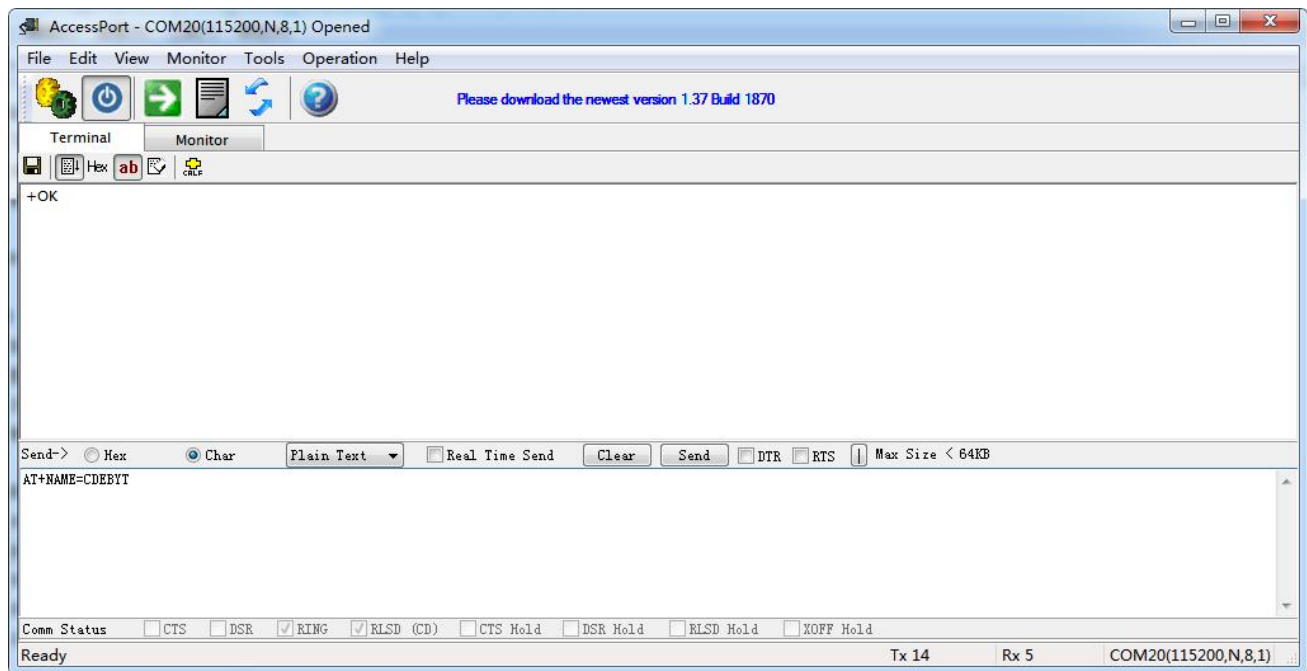 AccessPort - COM20(115200,N,8,1) Opened
File Edit View Monitor Tools Operation Help
Please download the newest version 1.37 Build 1870
Terminal Monitor
Hex ab CRLF
+OK
Send-> Hex Char Plain Text Real Time Send Clear Send DTR RTS Max Size < 64KB
AT+NAME=CDEBYT
Comm Status CTS DSR RING RLSD (CD) CTS Hold DSR Hold RLSD Hold XOFF Hold
Ready Tx 14 Rx 5 COM20(115200,N,8,1)